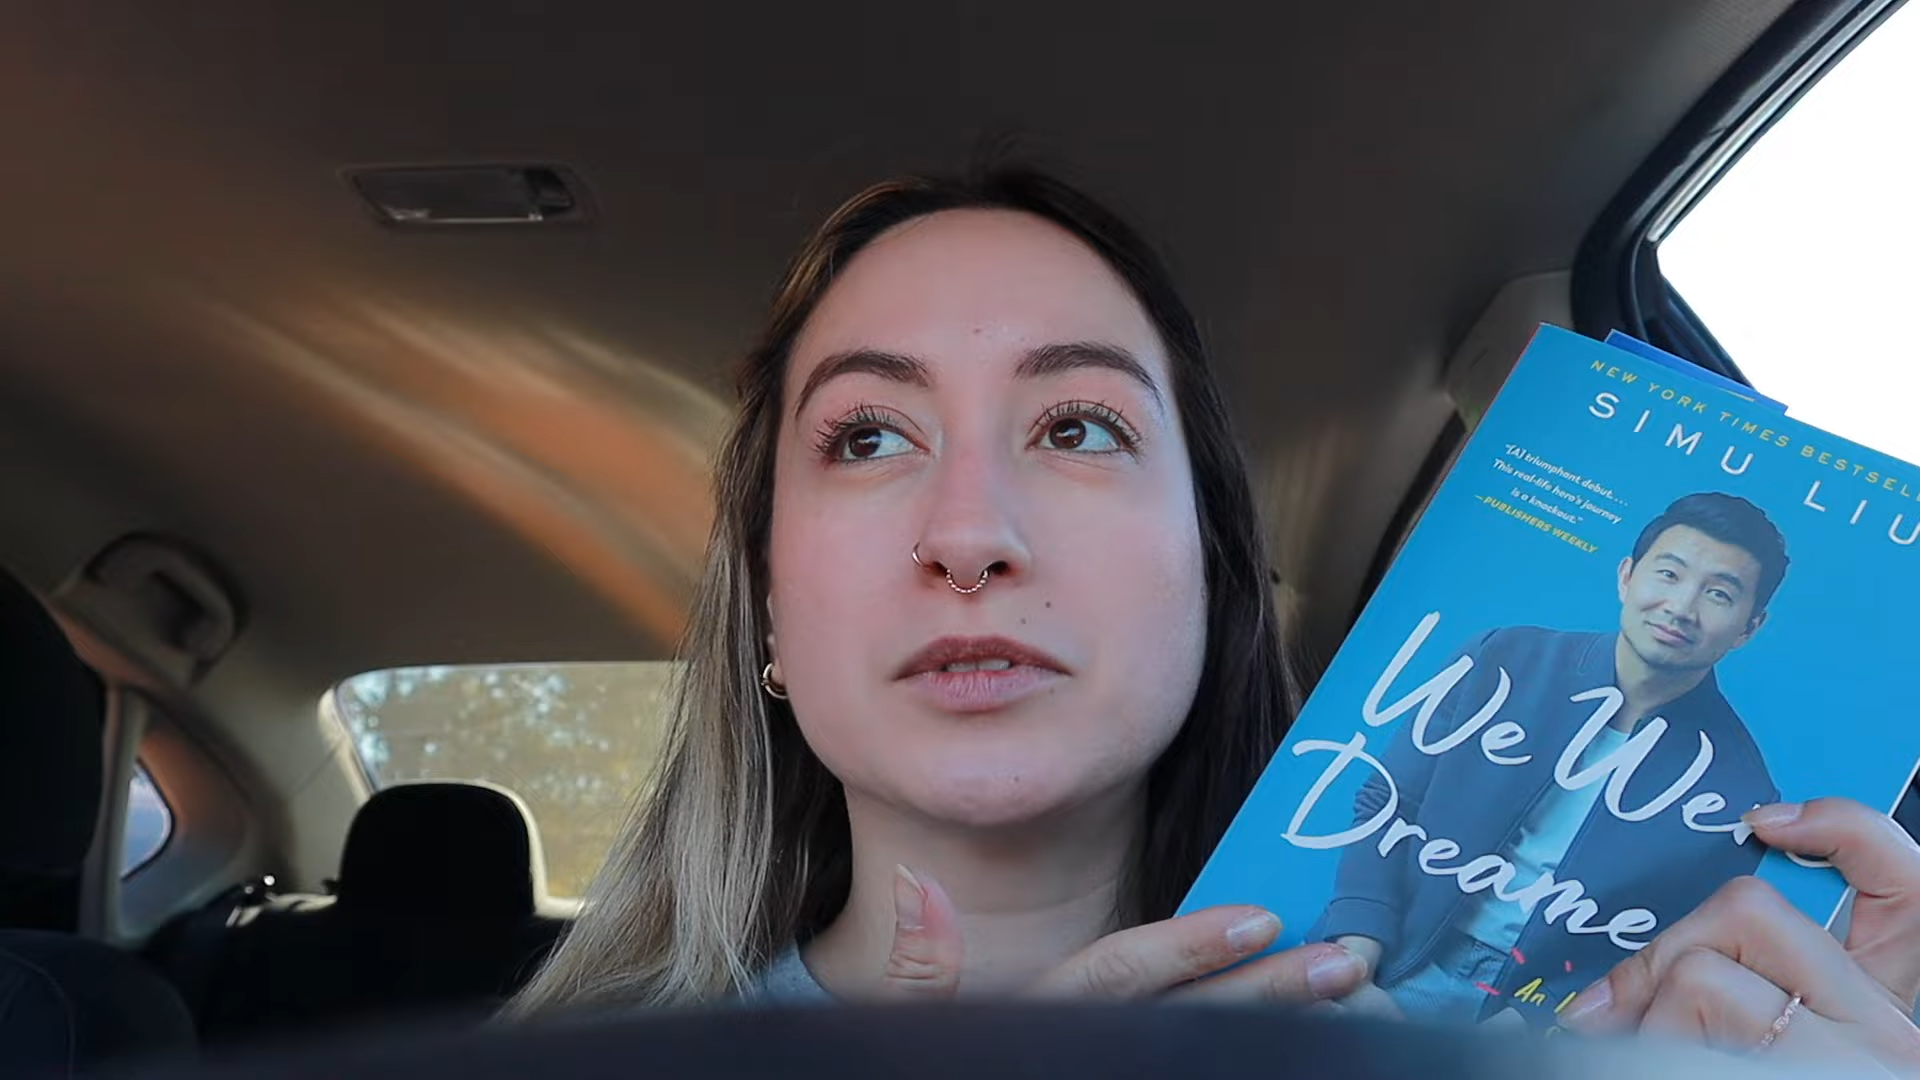 NEW YORK TIMES BESTSELL
SIMU LIU
"[A] triumphant debut....
This real-life hero's journey
is a knockout."
—PUBLISHERS WEEKLY
We Wer
Dreame
An